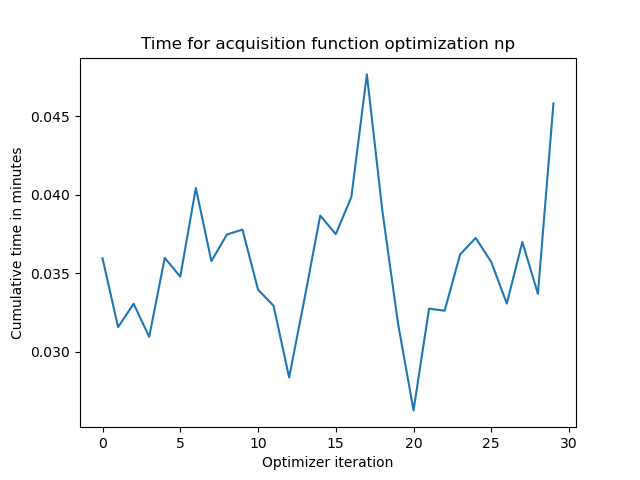 Time for acquisition function optimization np
Cumulative time in minutes
0.045
0.040
0.035
0.030
0 5 10 15 20 25 30
Optimizer iteration